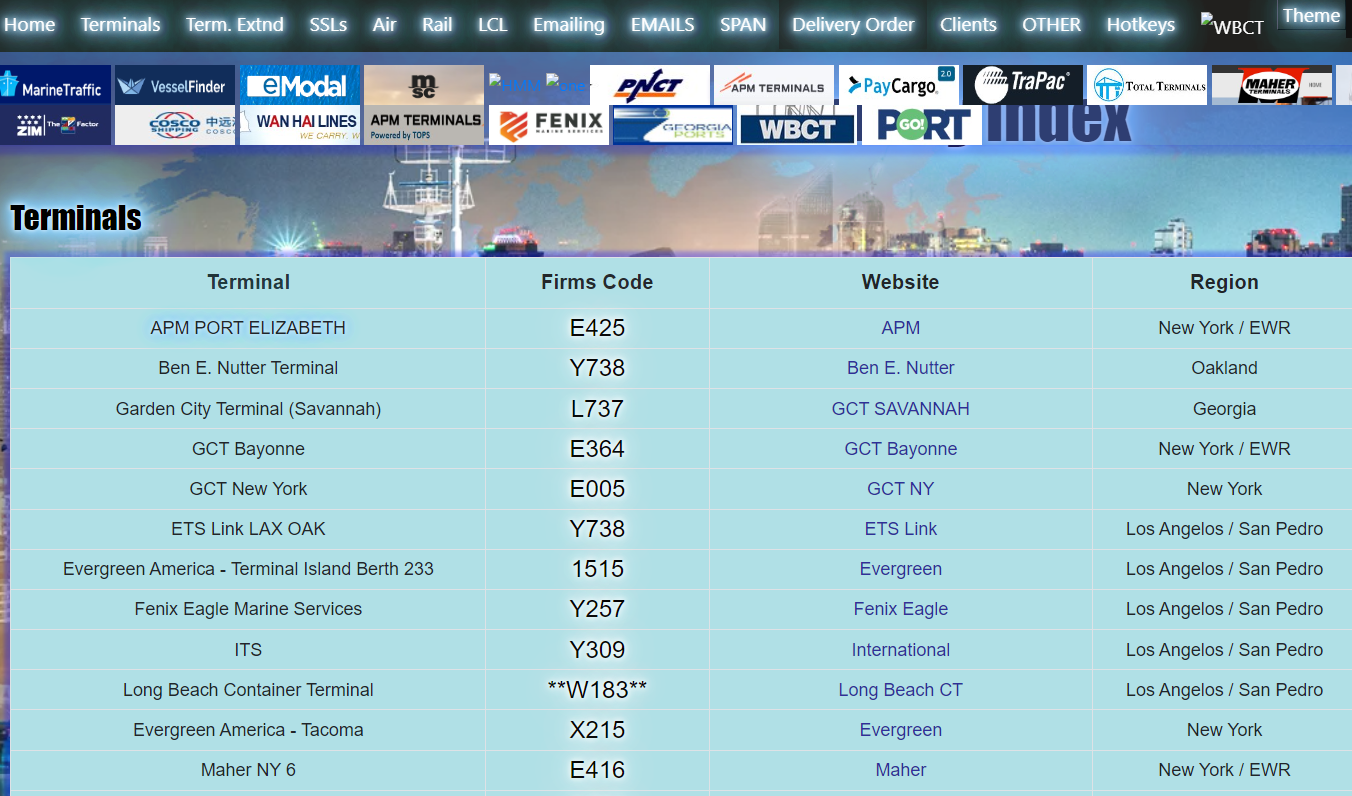 Home Terminals Term. Extnd SSLs Air Rail LCL Emailing EMAILS SPAN Delivery Order Clients OTHER Hotkeys WBCT Theme
MarineTraffic VesselFinder eModal msc HMM one PNCT APM TERMINALS PayCargo 2.0 TraPac TOTAL TERMINALS MAHER TERMINALS HOME
ZIM The Z Factor COSCO SHIPPING 中远 COSCO WAN HAI LINES WE CARRY. APM TERMINALS Powered by TOPS FENIX MARINE SERVICES GEORGIA PORTS WBCT GO! PORT Index
Terminals
Terminal Firms Code Website Region
APM PORT ELIZABETH E425 APM New York / EWR
Ben E. Nutter Terminal Y738 Ben E. Nutter Oakland
Garden City Terminal (Savannah) L737 GCT SAVANNAH Georgia
GCT Bayonne E364 GCT Bayonne New York / EWR
GCT New York E005 GCT NY New York
ETS Link LAX OAK Y738 ETS Link Los Angelos / San Pedro
Evergreen America - Terminal Island Berth 233 1515 Evergreen Los Angelos / San Pedro
Fenix Eagle Marine Services Y257 Fenix Eagle Los Angelos / San Pedro
ITS Y309 International Los Angelos / San Pedro
Long Beach Container Terminal **W183** Long Beach CT Los Angelos / San Pedro
Evergreen America - Tacoma X215 Evergreen New York
Maher NY 6 E416 Maher New York / EWR